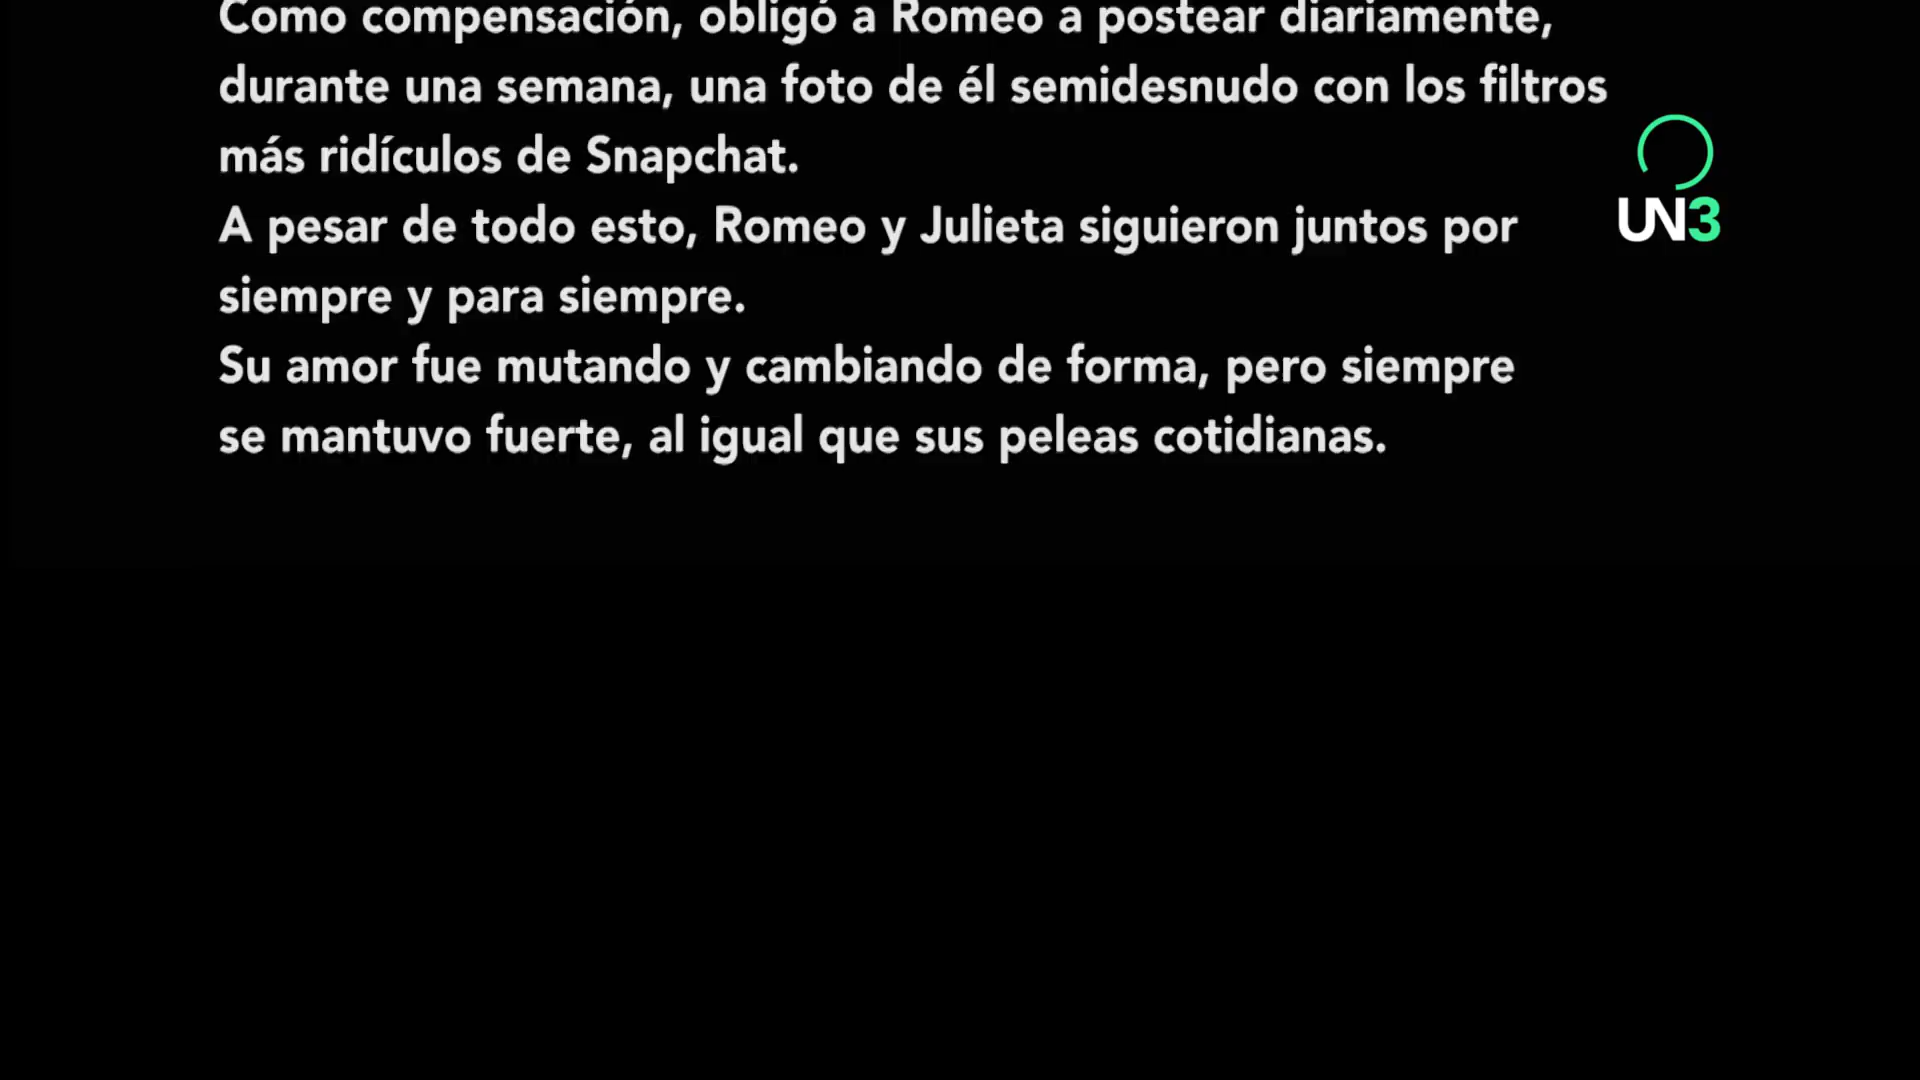 Como compensación, obligó a Romeo a postear diariamente,
durante una semana, una foto de él semidesnudo con los filtros
más ridículos de Snapchat.
UN3
A pesar de todo esto, Romeo y Julieta siguieron juntos por
siempre y para siempre.
Su amor fue mutando y cambiando de forma, pero siempre
se mantuvo fuerte, al igual que sus peleas cotidianas.